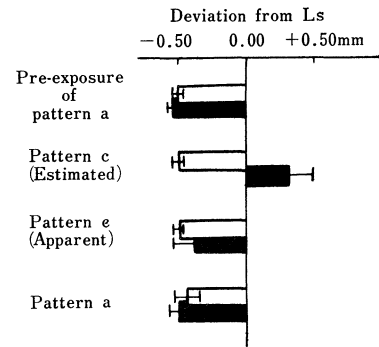 Deviation from Ls
−0.50 0.00 +0.50mm
Pre-exposure
of
pattern a
Pattern c
(Estimated)
Pattern e
(Apparent)
Pattern a